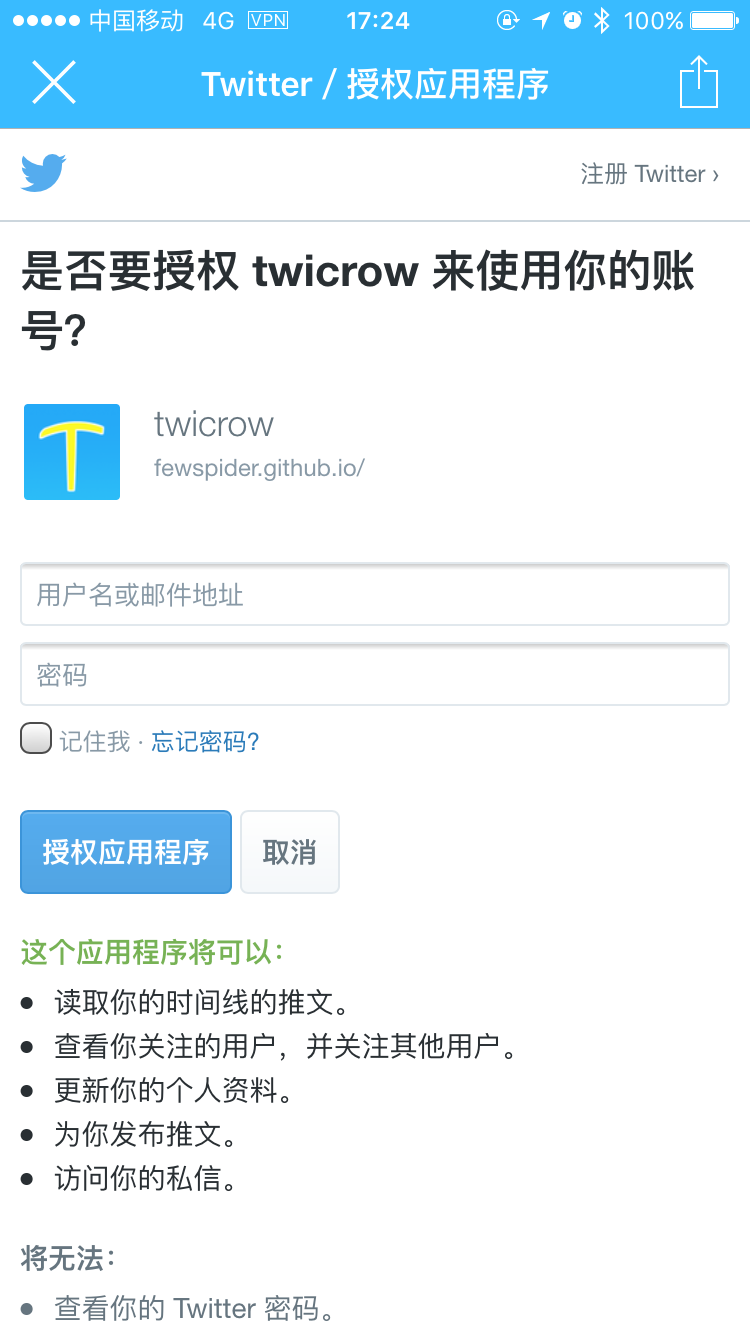 中国移动 4G VPN 17:24 100%
Twitter / 授权应用程序
注册 Twitter ›
是否要授权 twicrow 来使用你的账
号?
twicrow
fewspider.github.io/
用户名或邮件地址
密码
记住我 · 忘记密码?
授权应用程序 取消
这个应用程序将可以：
• 读取你的时间线的推文。
• 查看你关注的用户，并关注其他用户。
• 更新你的个人资料。
• 为你发布推文。
• 访问你的私信。
将无法：
• 查看你的 Twitter 密码。